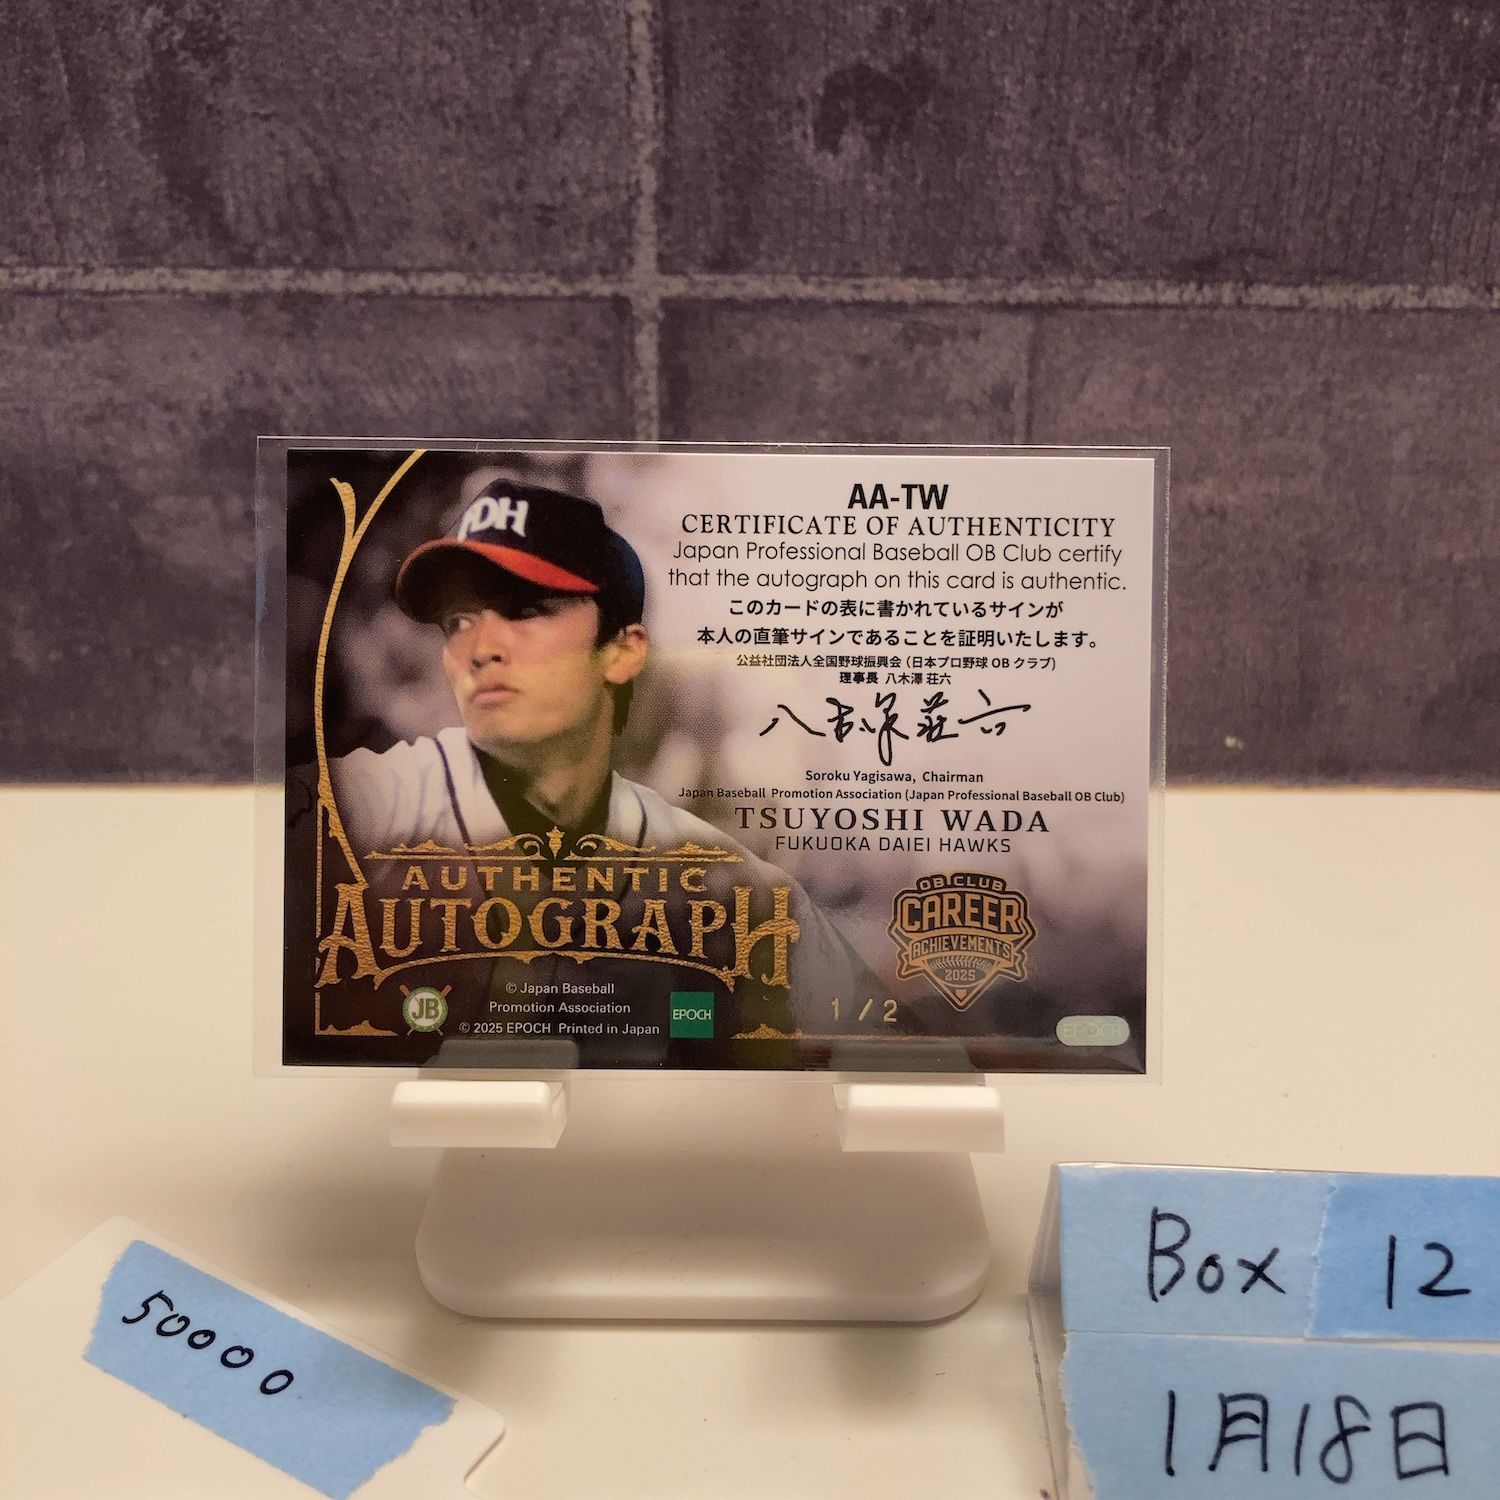 DH
AA-TW
CERTIFICATE OF AUTHENTICITY
Japan Professional Baseball OB Club certify
that the autograph on this card is authentic.
このカードの表に書かれているサインが
本人の直筆サインであることを証明いたします。
公益社団法人全国野球振興会（日本プロ野球 OB クラブ）
理事長 八木澤 荘六
八木澤荘六
Soroku Yagisawa, Chairman
Japan Baseball Promotion Association (Japan Professional Baseball OB Club)
TSUYOSHI WADA
FUKUOKA DAIEI HAWKS
AUTHENTIC
AUTOGRAPH
OB CLUB
CAREER
ACHIEVEMENTS
2025
JB
© Japan Baseball
Promotion Association
© 2025 EPOCH Printed in Japan
EPOCH
1/2
EPOCH
50000
Box 12
1月18日